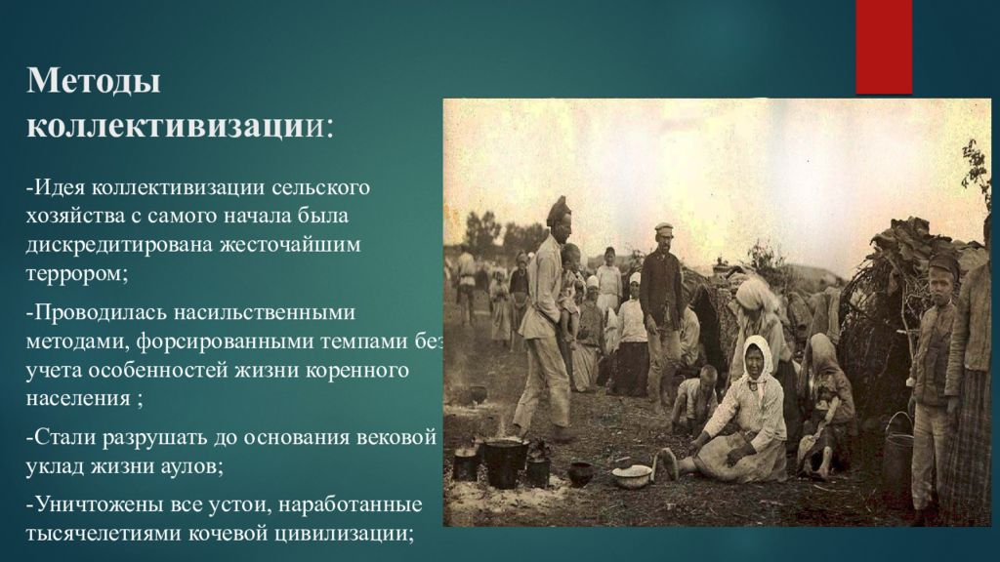 Методы
коллективизации:
-Идея коллективизации сельского
хозяйства с самого начала была
дискредитирована жесточайшим
террором;
-Проводилась насильственными
методами, форсированными темпами без
учета особенностей жизни коренного
населения ;
-Стали разрушать до основания вековой
уклад жизни аулов;
-Уничтожены все устои, наработанные
тысячелетиями кочевой цивилизации;